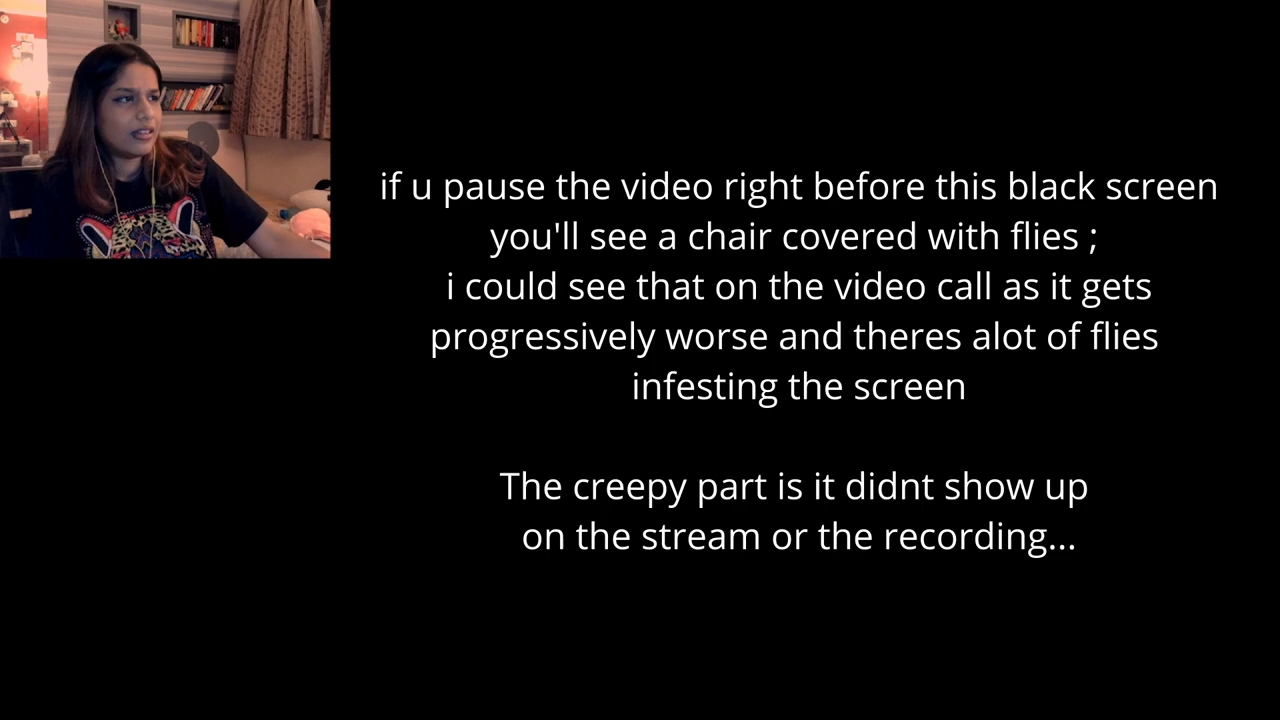 if u pause the video right before this black screen
you'll see a chair covered with flies ;
i could see that on the video call as it gets
progressively worse and theres alot of flies
infesting the screen
The creepy part is it didnt show up
on the stream or the recording...